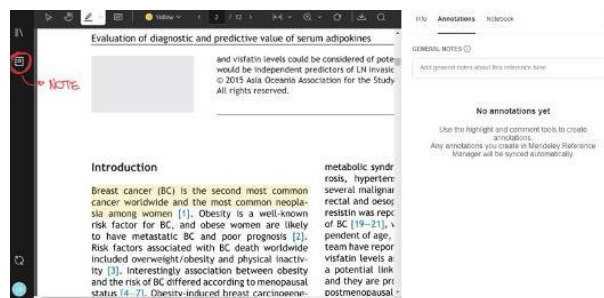 Yellow
2 / 12
Info Annotations Notebook
Evaluation of diagnostic and predictive value of serum adipokines
GENERAL NOTES
Add general notes about this reference here
and visfatin levels could be considered of pote
would be independent predictors of LN invasic
© 2015 Asia Oceania Association for the Study
All rights reserved.
NOTE
No annotations yet
Use the highlight and comment tools to create
annotations.
Any annotations you create in Mendeley Reference
Manager will be synced automatically.
Introduction
Breast cancer (BC) is the second most common
cancer worldwide and the most common neopla-
sia among women [1]. Obesity is a well-known
risk factor for BC, and obese women are likely
to have metastatic BC and poor prognosis [2].
Risk factors associated with BC death worldwide
included overweight/obesity and physical inactiv-
ity [3]. Interestingly association between obesity
and the risk of BC differed according to menopausal
status [4–7]. Obesity-induced breast carcinogene-
metabolic syndr
rosis, hypertens
several malignar
rectal and oesop
resistin was repo
of BC [19–21], v
pendent of age,
team have repor
visfatin levels a
a potential link
and they are pro
postmenopausal